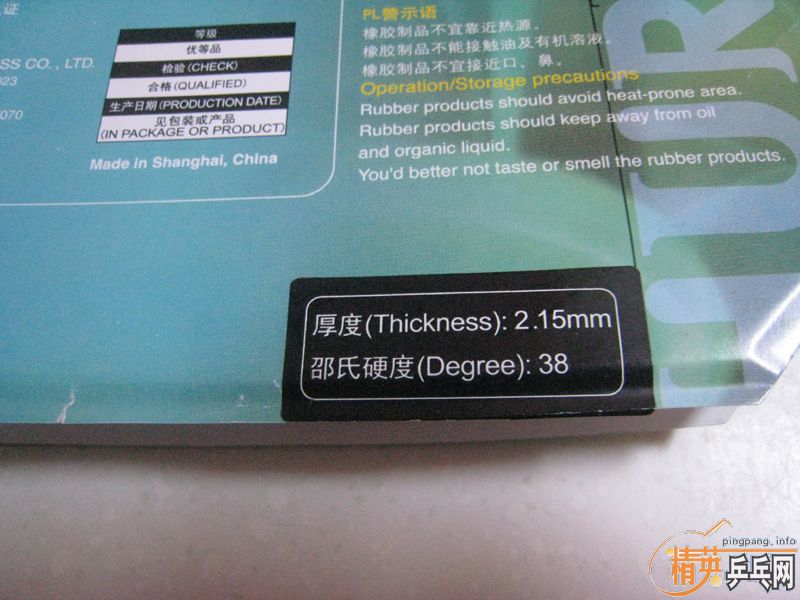 证
SS CO., LTD.
023
7070
等级
优等品
检验(CHECK)
合格(QUALIFIED)
生产日期(PRODUCTION DATE)
见包装或产品
(IN PACKAGE OR PRODUCT)
Made in Shanghai, China
PL警示语
橡胶制品不宜靠近热源。
橡胶制品不能接触油及有机溶液。
橡胶制品不宜接近口、鼻。
Operation/Storage precautions
Rubber products should avoid heat-prone area.
Rubber products should keep away from oil
and organic liquid.
You'd better not taste or smell the rubber products.
厚度(Thickness): 2.15mm
邵氏硬度(Degree): 38
pingpang.info
精英乒乓网